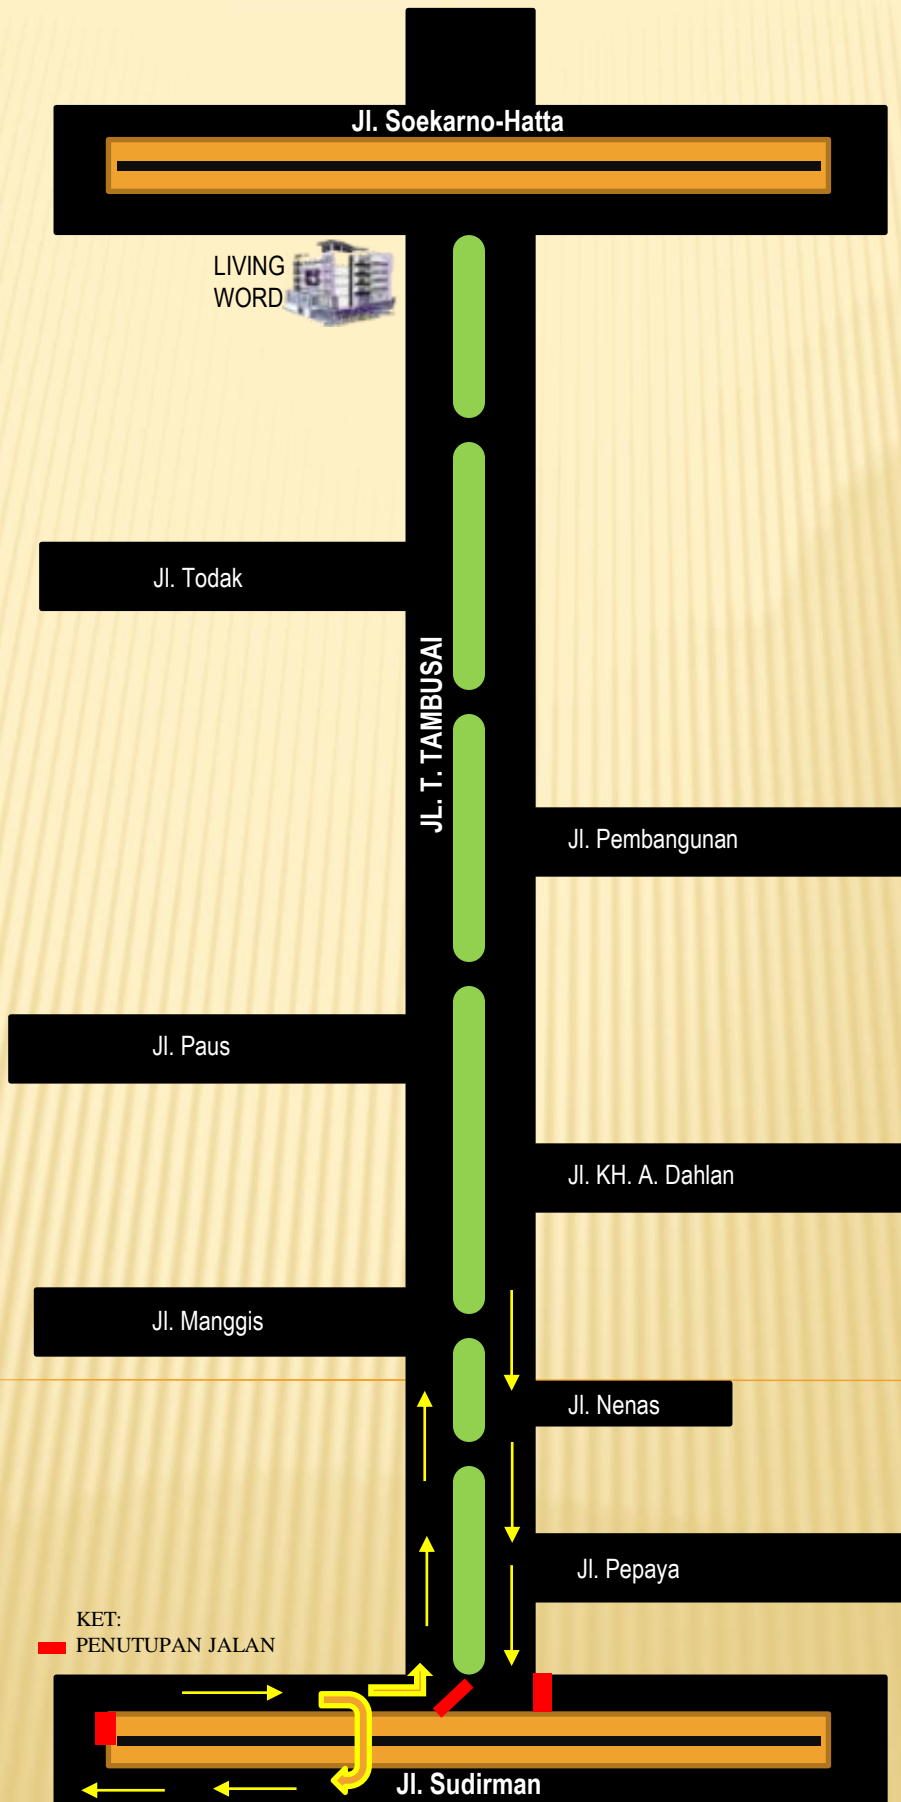 Jl. Soekarno-Hatta
LIVING
WORD
Jl. Todak
JL. T. TAMBUSAI
Jl. Pembangunan
Jl. Paus
Jl. KH. A. Dahlan
Jl. Manggis
Jl. Nenas
Jl. Pepaya
KET:
PENUTUPAN JALAN
Jl. Sudirman